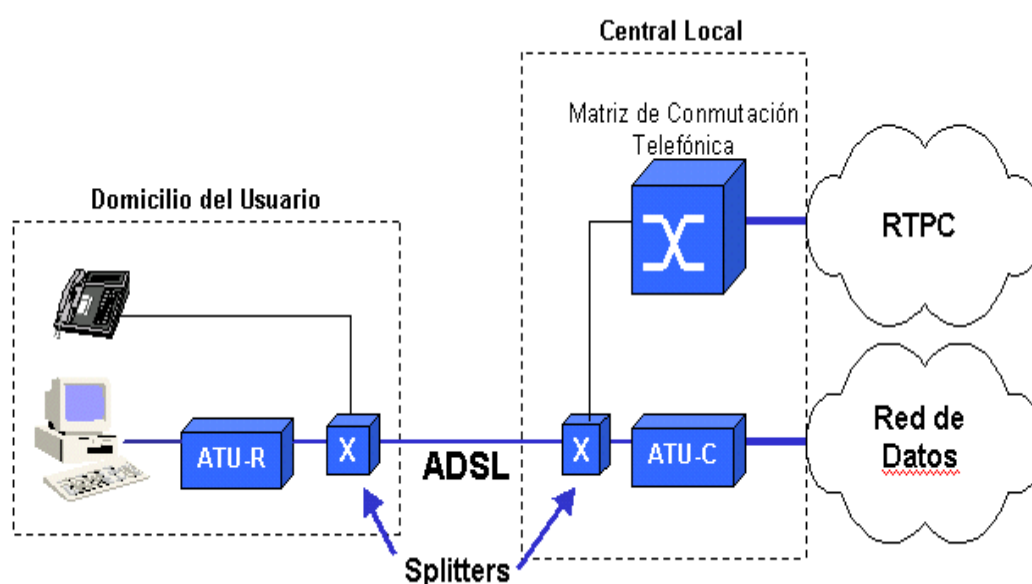 Central Local
Matriz de Conmutación
Telefónica
Domicilio del Usuario
RTPC
ATU-R
X
ADSL
X
ATU-C
Red de
Datos
Splitters